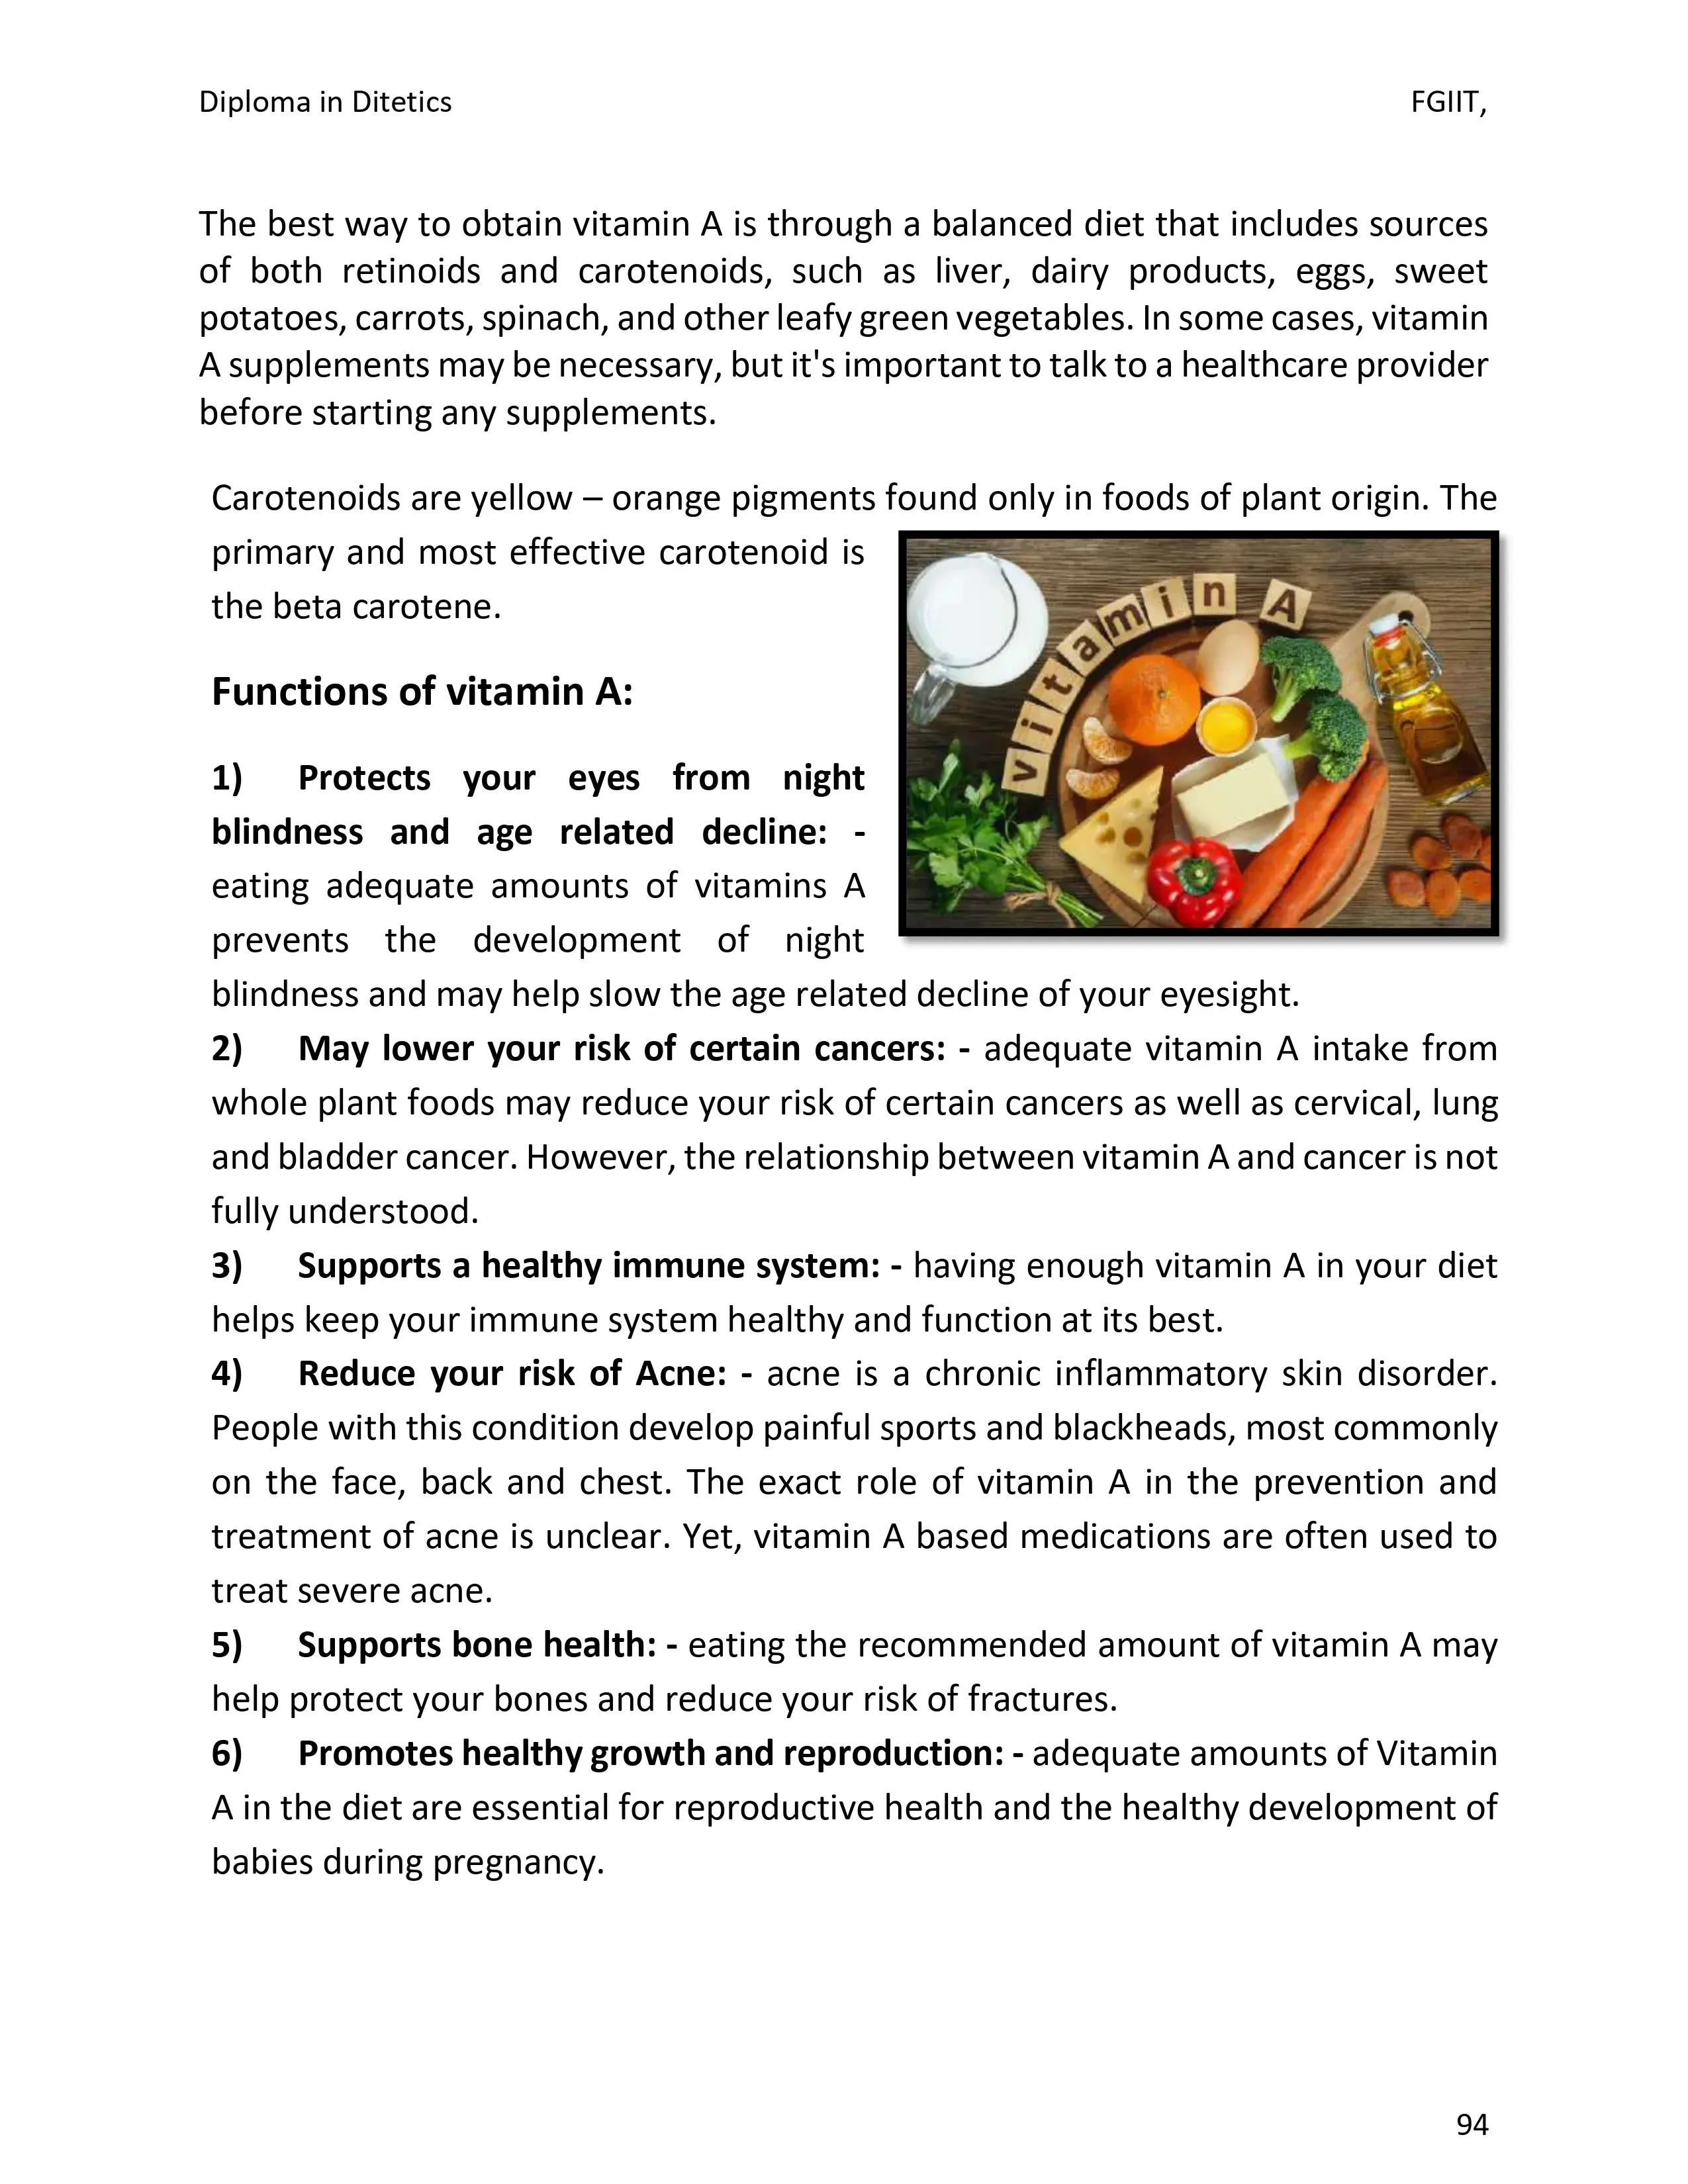 Diploma in Ditetics FGIIT,
The best way to obtain vitamin A is through a balanced diet that includes sources
of both retinoids and carotenoids, such as liver, dairy products, eggs, sweet
potatoes, carrots, spinach, and other leafy green vegetables. In some cases, vitamin
A supplements may be necessary, but it's important to talk to a healthcare provider
before starting any supplements.
Carotenoids are yellow – orange pigments found only in foods of plant origin. The
primary and most effective carotenoid is
the beta carotene.
vitamin A
Functions of vitamin A:
1) Protects your eyes from night
blindness and age related decline: -
eating adequate amounts of vitamins A
prevents the development of night
blindness and may help slow the age related decline of your eyesight.
2) May lower your risk of certain cancers: - adequate vitamin A intake from
whole plant foods may reduce your risk of certain cancers as well as cervical, lung
and bladder cancer. However, the relationship between vitamin A and cancer is not
fully understood.
3) Supports a healthy immune system: - having enough vitamin A in your diet
helps keep your immune system healthy and function at its best.
4) Reduce your risk of Acne: - acne is a chronic inflammatory skin disorder.
People with this condition develop painful sports and blackheads, most commonly
on the face, back and chest. The exact role of vitamin A in the prevention and
treatment of acne is unclear. Yet, vitamin A based medications are often used to
treat severe acne.
5) Supports bone health: - eating the recommended amount of vitamin A may
help protect your bones and reduce your risk of fractures.
6) Promotes healthy growth and reproduction: - adequate amounts of Vitamin
A in the diet are essential for reproductive health and the healthy development of
babies during pregnancy.
94